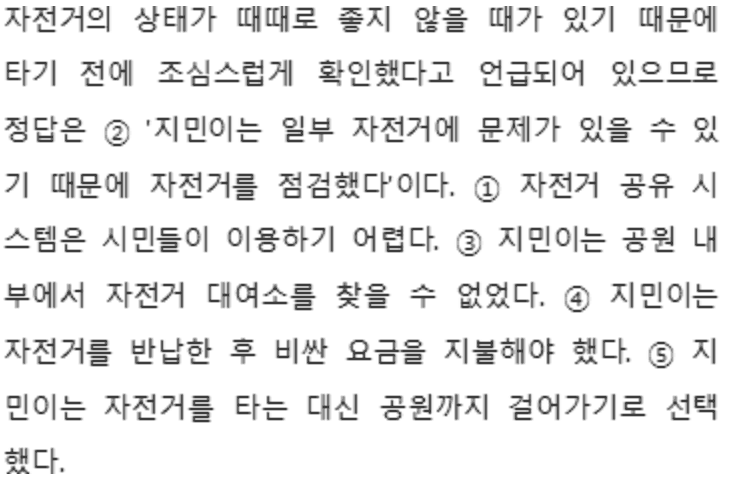 자전거의 상태가 때때로 좋지 않을 때가 있기 때문에
타기 전에 조심스럽게 확인했다고 언급되어 있으므로
정답은 ② '지민이는 일부 자전거에 문제가 있을 수 있
기 때문에 자전거를 점검했다'이다. ① 자전거 공유 시
스템은 시민들이 이용하기 어렵다. ③ 지민이는 공원 내
부에서 자전거 대여소를 찾을 수 없었다. ④ 지민이는
자전거를 반납한 후 비싼 요금을 지불해야 했다. ⑤ 지
민이는 자전거를 타는 대신 공원까지 걸어가기로 선택
했다.